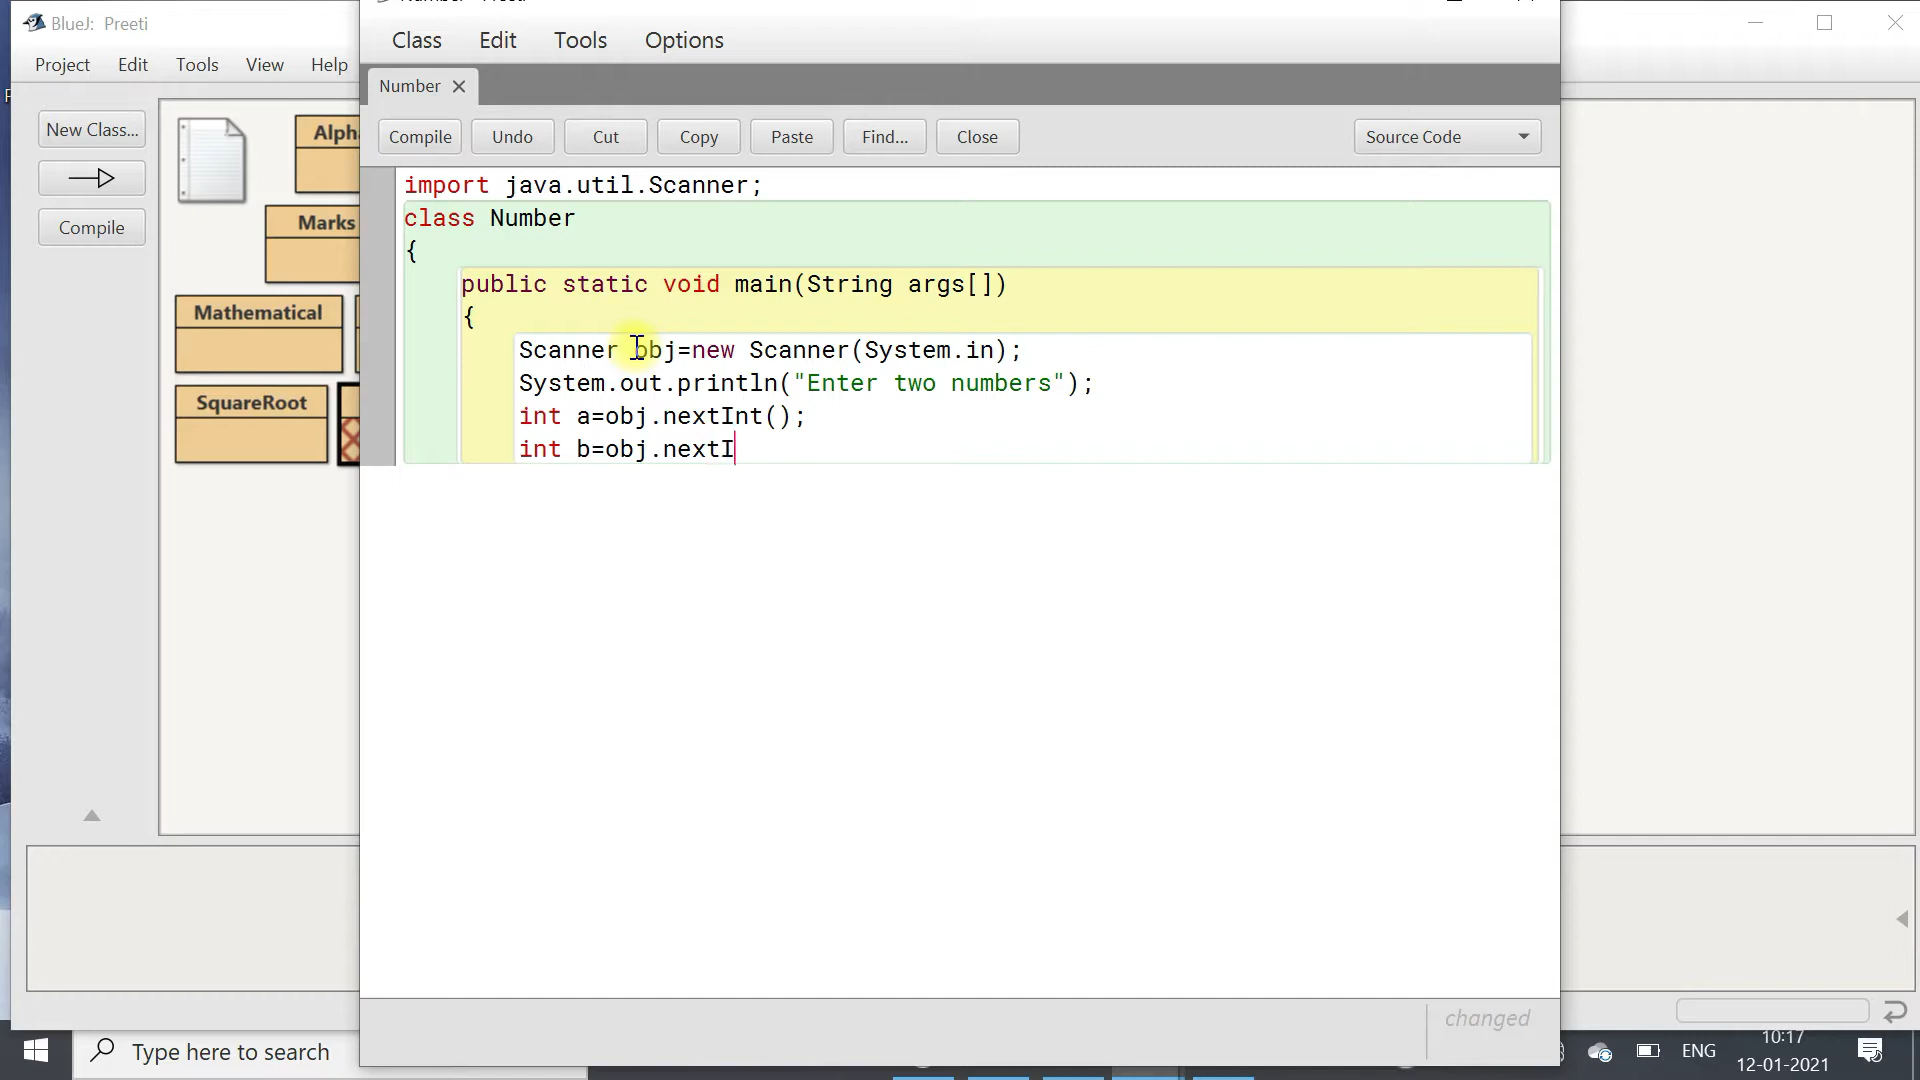 BlueJ: Preeti
Project Edit Tools View Help
New Class...
Compile
Alph
Marks
Mathematical
SquareRoot
Class Edit Tools Options
Number
Compile Undo Cut Copy Paste Find... Close Source Code
import java.util.Scanner;
class Number
{
public static void main(String args[])
{
Scanner obj=new Scanner(System.in);
System.out.println("Enter two numbers");
int a=obj.nextInt();
int b=obj.nextI
changed
Type here to search
ENG
10:17
12-01-2021